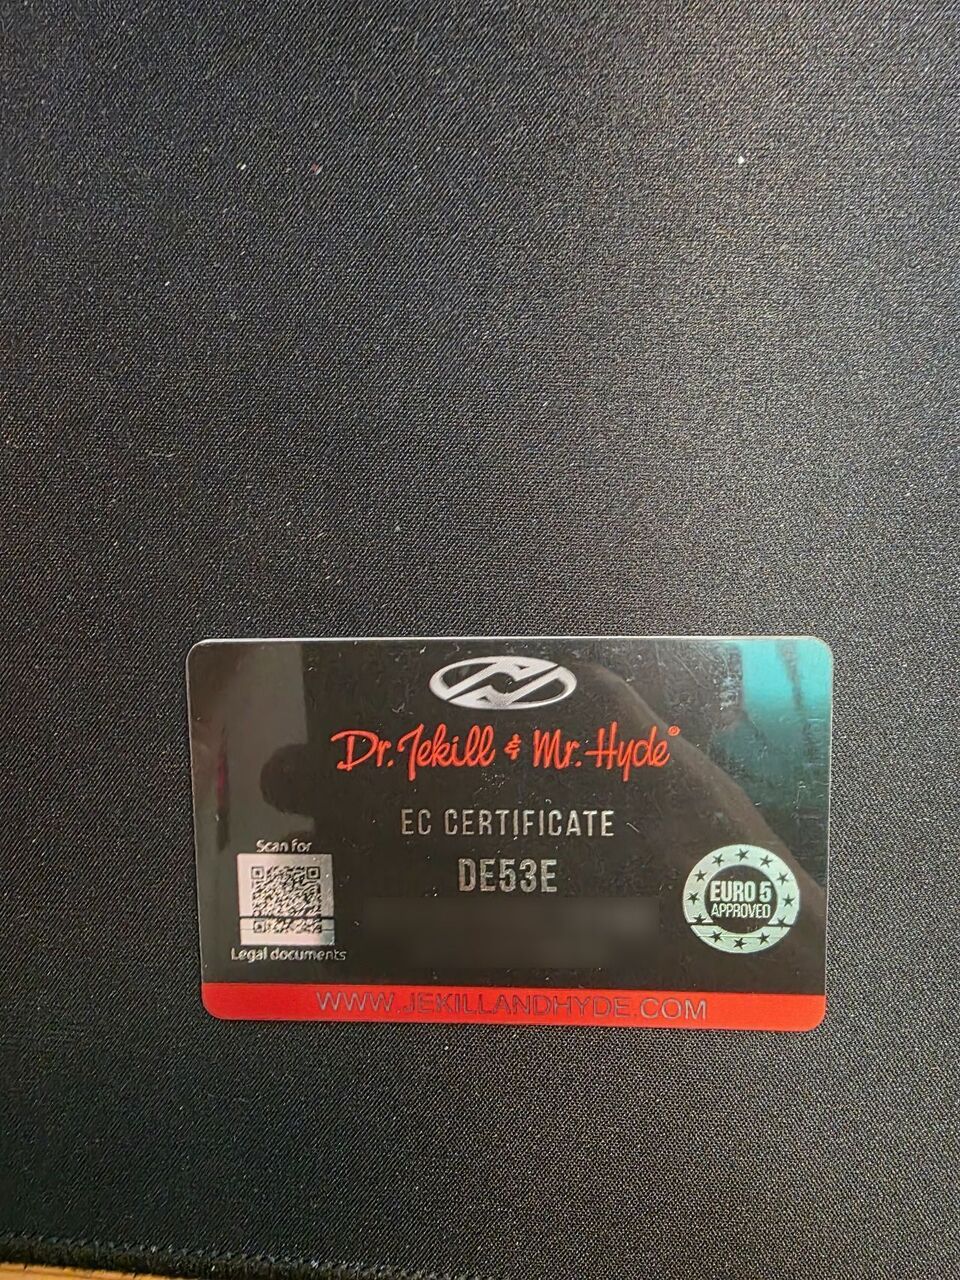 Dr. Jekill & Mr. Hyde®
EC CERTIFICATE
DE53E
Scan for
Legal documents
EURO 5
APPROVED
WWW.JEKILLANDHYDE.COM